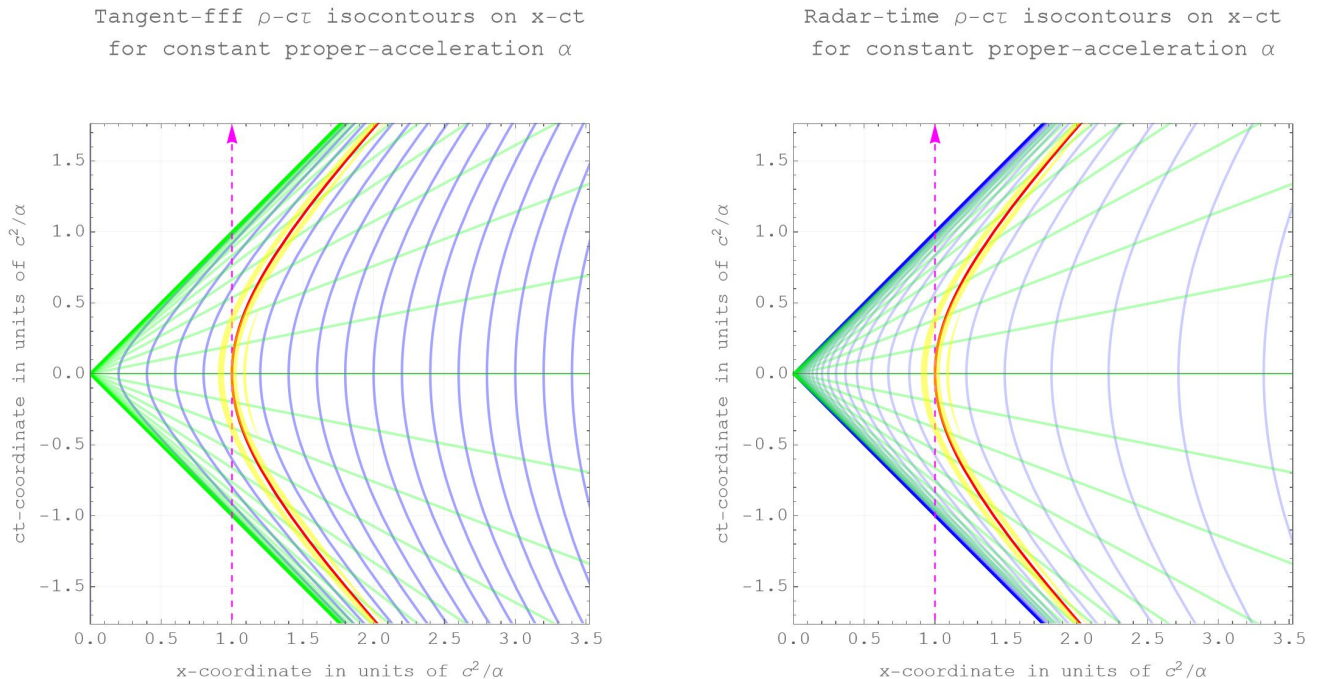 Tangent-fff ρ-cτ isocontours on x-ct
for constant proper-acceleration α
1.5
1.0
0.5
0.0
-0.5
-1.0
-1.5
0.0 0.5 1.0 1.5 2.0 2.5 3.0 3.5
ct-coordinate in units of c²/α
x-coordinate in units of c²/α
Radar-time ρ-cτ isocontours on x-ct
for constant proper-acceleration α
1.5
1.0
0.5
0.0
-0.5
-1.0
-1.5
0.0 0.5 1.0 1.5 2.0 2.5 3.0 3.5
ct-coordinate in units of c²/α
x-coordinate in units of c²/α